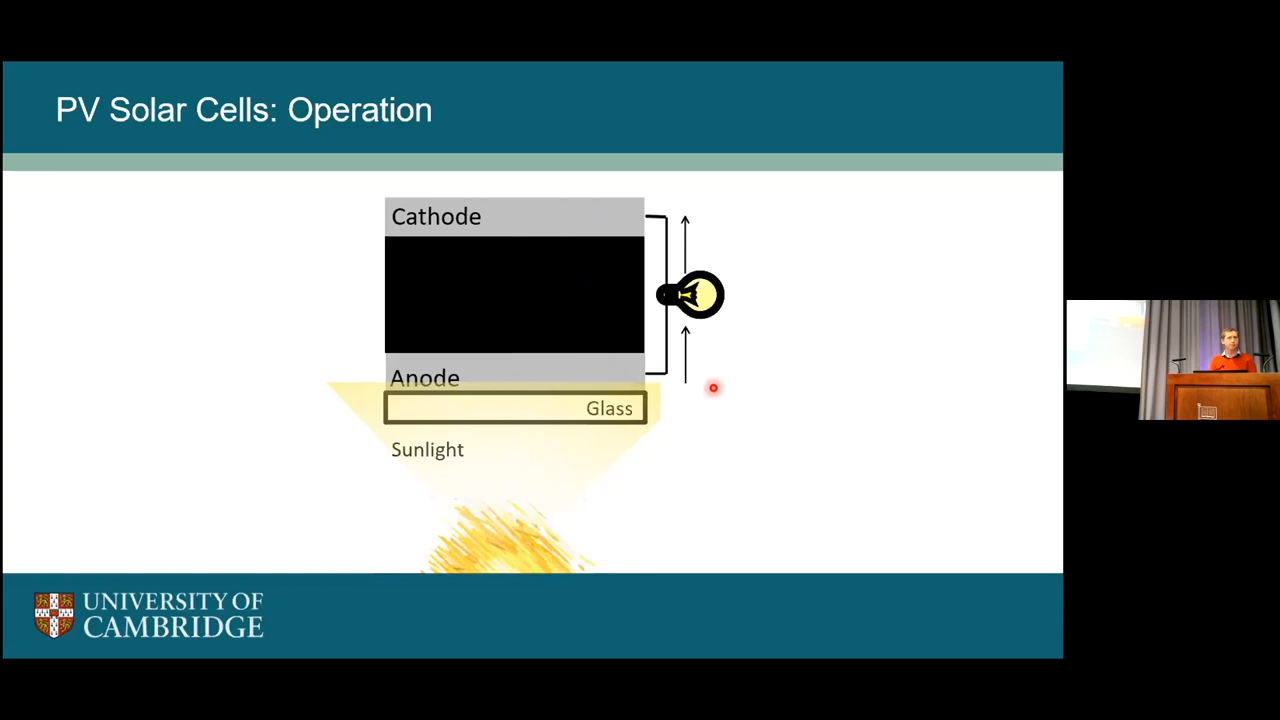 PV Solar Cells: Operation
Cathode
Anode
Glass
Sunlight
UNIVERSITY OF
CAMBRIDGE